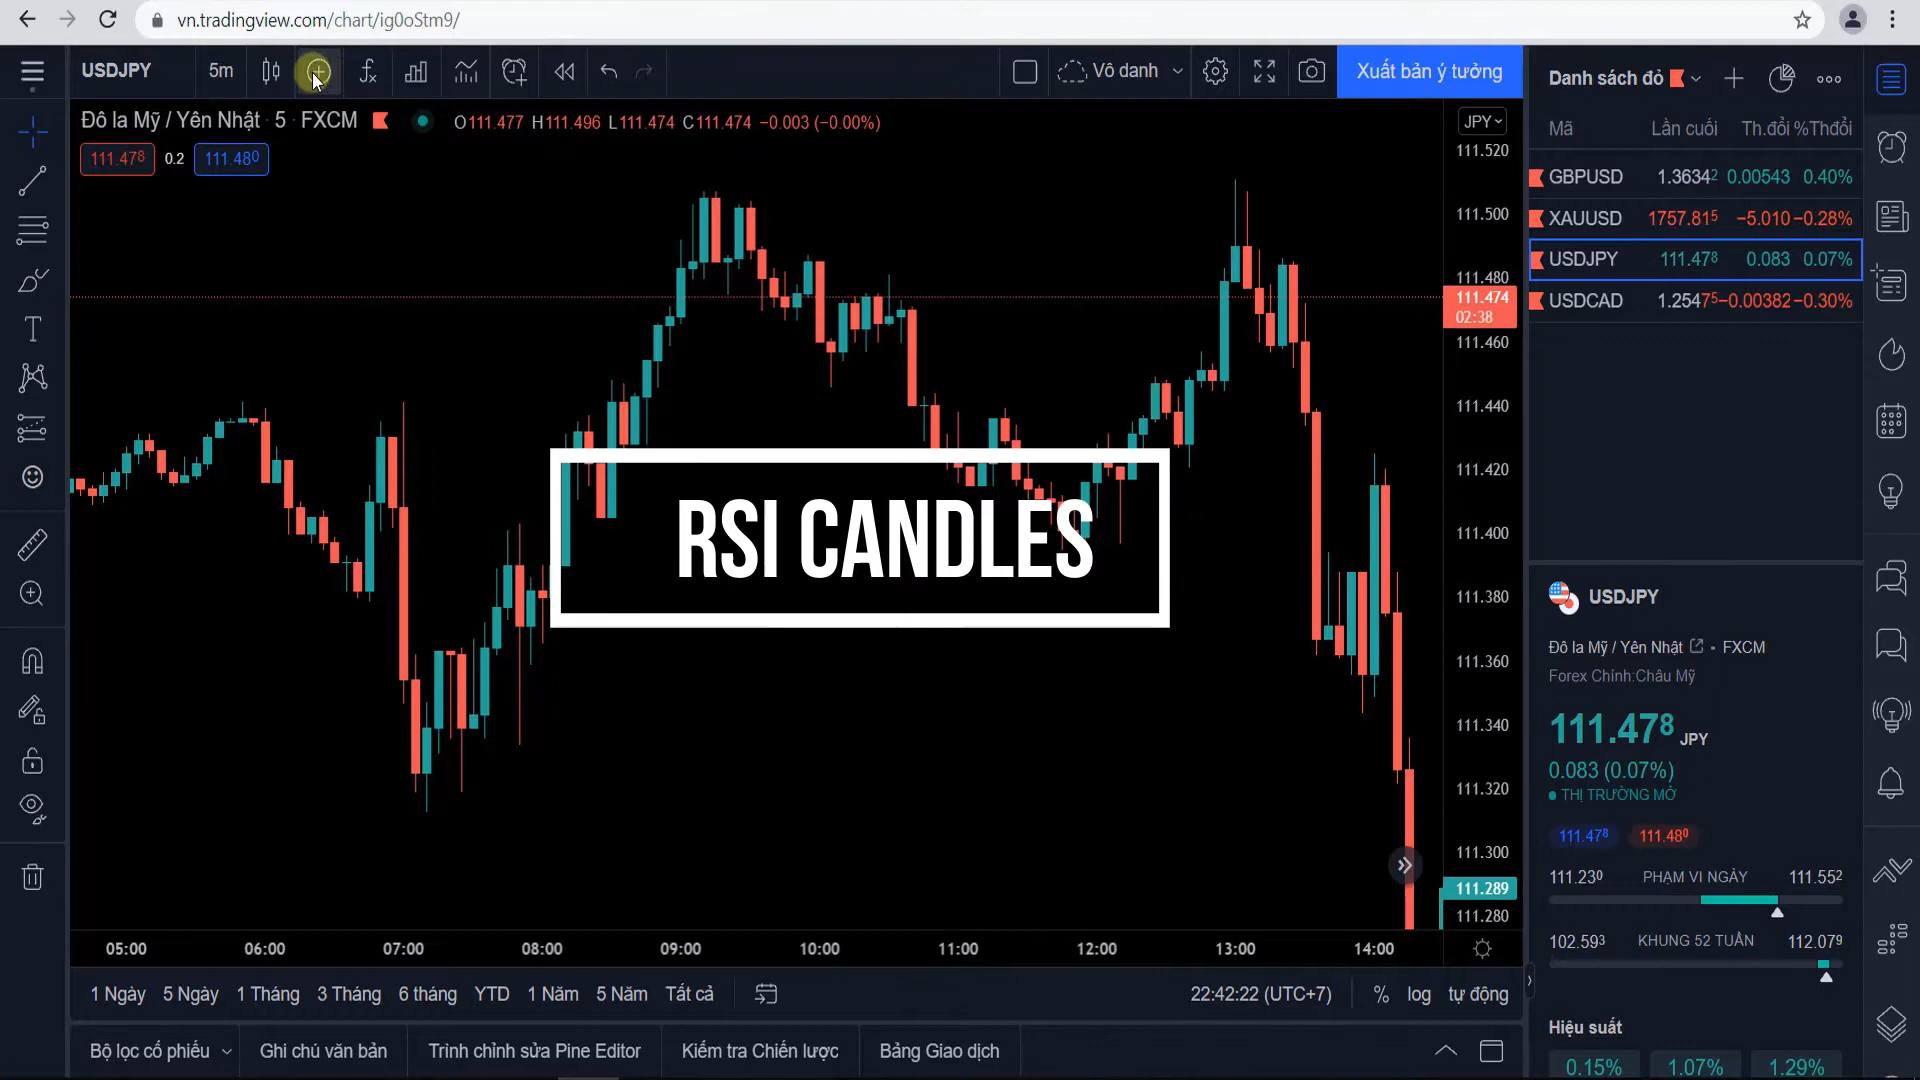 vn.tradingview.com/chart/ig0oStm9/
USDJPY 5m Vô danh Xuất bản ý tưởng
Đô la Mỹ / Yên Nhật · 5 · FXCM O111.477 H111.496 L111.474 C111.474 −0.003 (−0.00%)
111.478 0.2 111.480
JPY
111.520
111.500
111.480
111.474
02:38
111.460
111.440
111.420
111.400
111.380
111.360
111.340
111.320
111.300
111.289
111.280
RSI CANDLES
05:00 06:00 07:00 08:00 09:00 10:00 11:00 12:00 13:00 14:00
1 Ngày 5 Ngày 1 Tháng 3 Tháng 6 tháng YTD 1 Năm 5 Năm Tất cả 22:42:22 (UTC+7) % log tự động
Bộ lọc cổ phiếu Ghi chú văn bản Trình chỉnh sửa Pine Editor Kiểm tra Chiến lược Bảng Giao dịch
Danh sách đỏ
Mã Lần cuối Th.đổi %Thđổi
GBPUSD 1.36342 0.00543 0.40%
XAUUSD 1757.815 −5.010 −0.28%
USDJPY 111.478 0.083 0.07%
USDCAD 1.25475 −0.00382 −0.30%
USDJPY
Đô la Mỹ / Yên Nhật • FXCM
Forex Chính:Châu Mỹ
111.478 JPY
0.083 (0.07%)
THỊ TRƯỜNG MỞ
111.478 111.480
111.230 PHẠM VI NGÀY 111.552
102.593 KHUNG 52 TUẦN 112.079
Hiệu suất
0.15% 1.07% 1.29%